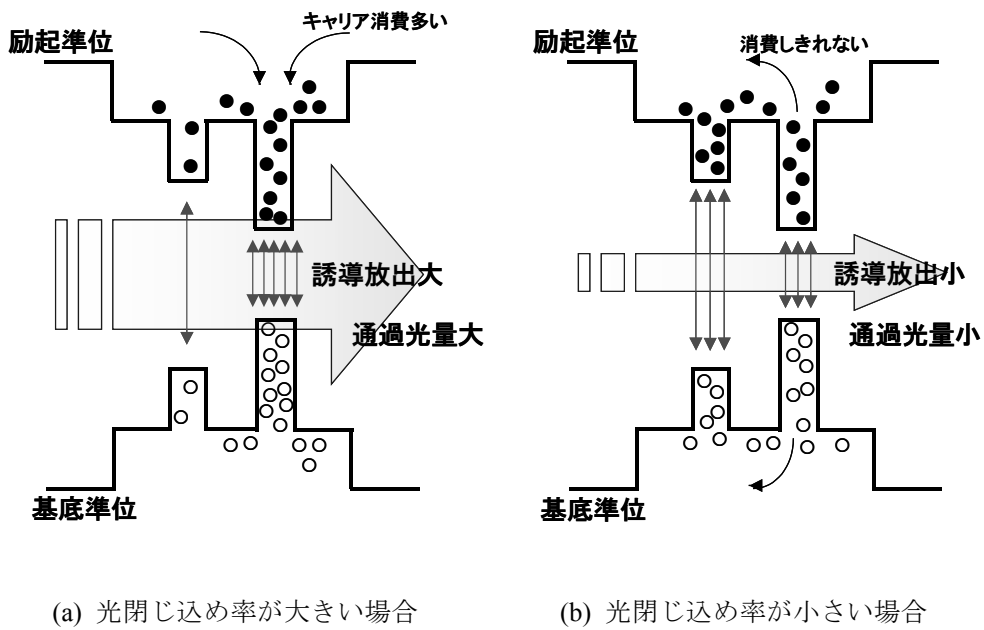 キャリア消費多い
励起準位
誘導放出大
通過光量大
基底準位
(a) 光閉じ込め率が大きい場合
励起準位
消費しきれない
誘導放出小
通過光量小
基底準位
(b) 光閉じ込め率が小さい場合